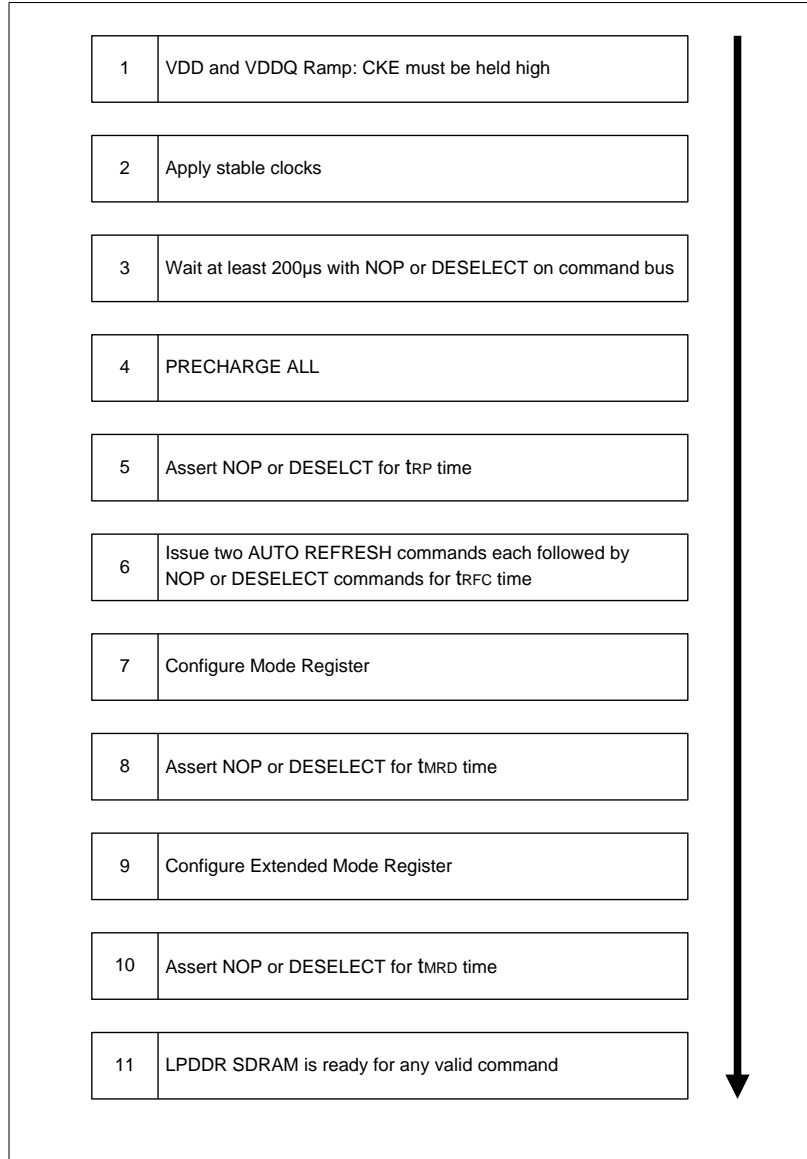 1 VDD and VDDQ Ramp: CKE must be held high
2 Apply stable clocks
3 Wait at least 200µs with NOP or DESELECT on command bus
4 PRECHARGE ALL
5 Assert NOP or DESELCT for tRP time
6 Issue two AUTO REFRESH commands each followed by
NOP or DESELECT commands for tRFC time
7 Configure Mode Register
8 Assert NOP or DESELECT for tMRD time
9 Configure Extended Mode Register
10 Assert NOP or DESELECT for tMRD time
11 LPDDR SDRAM is ready for any valid command